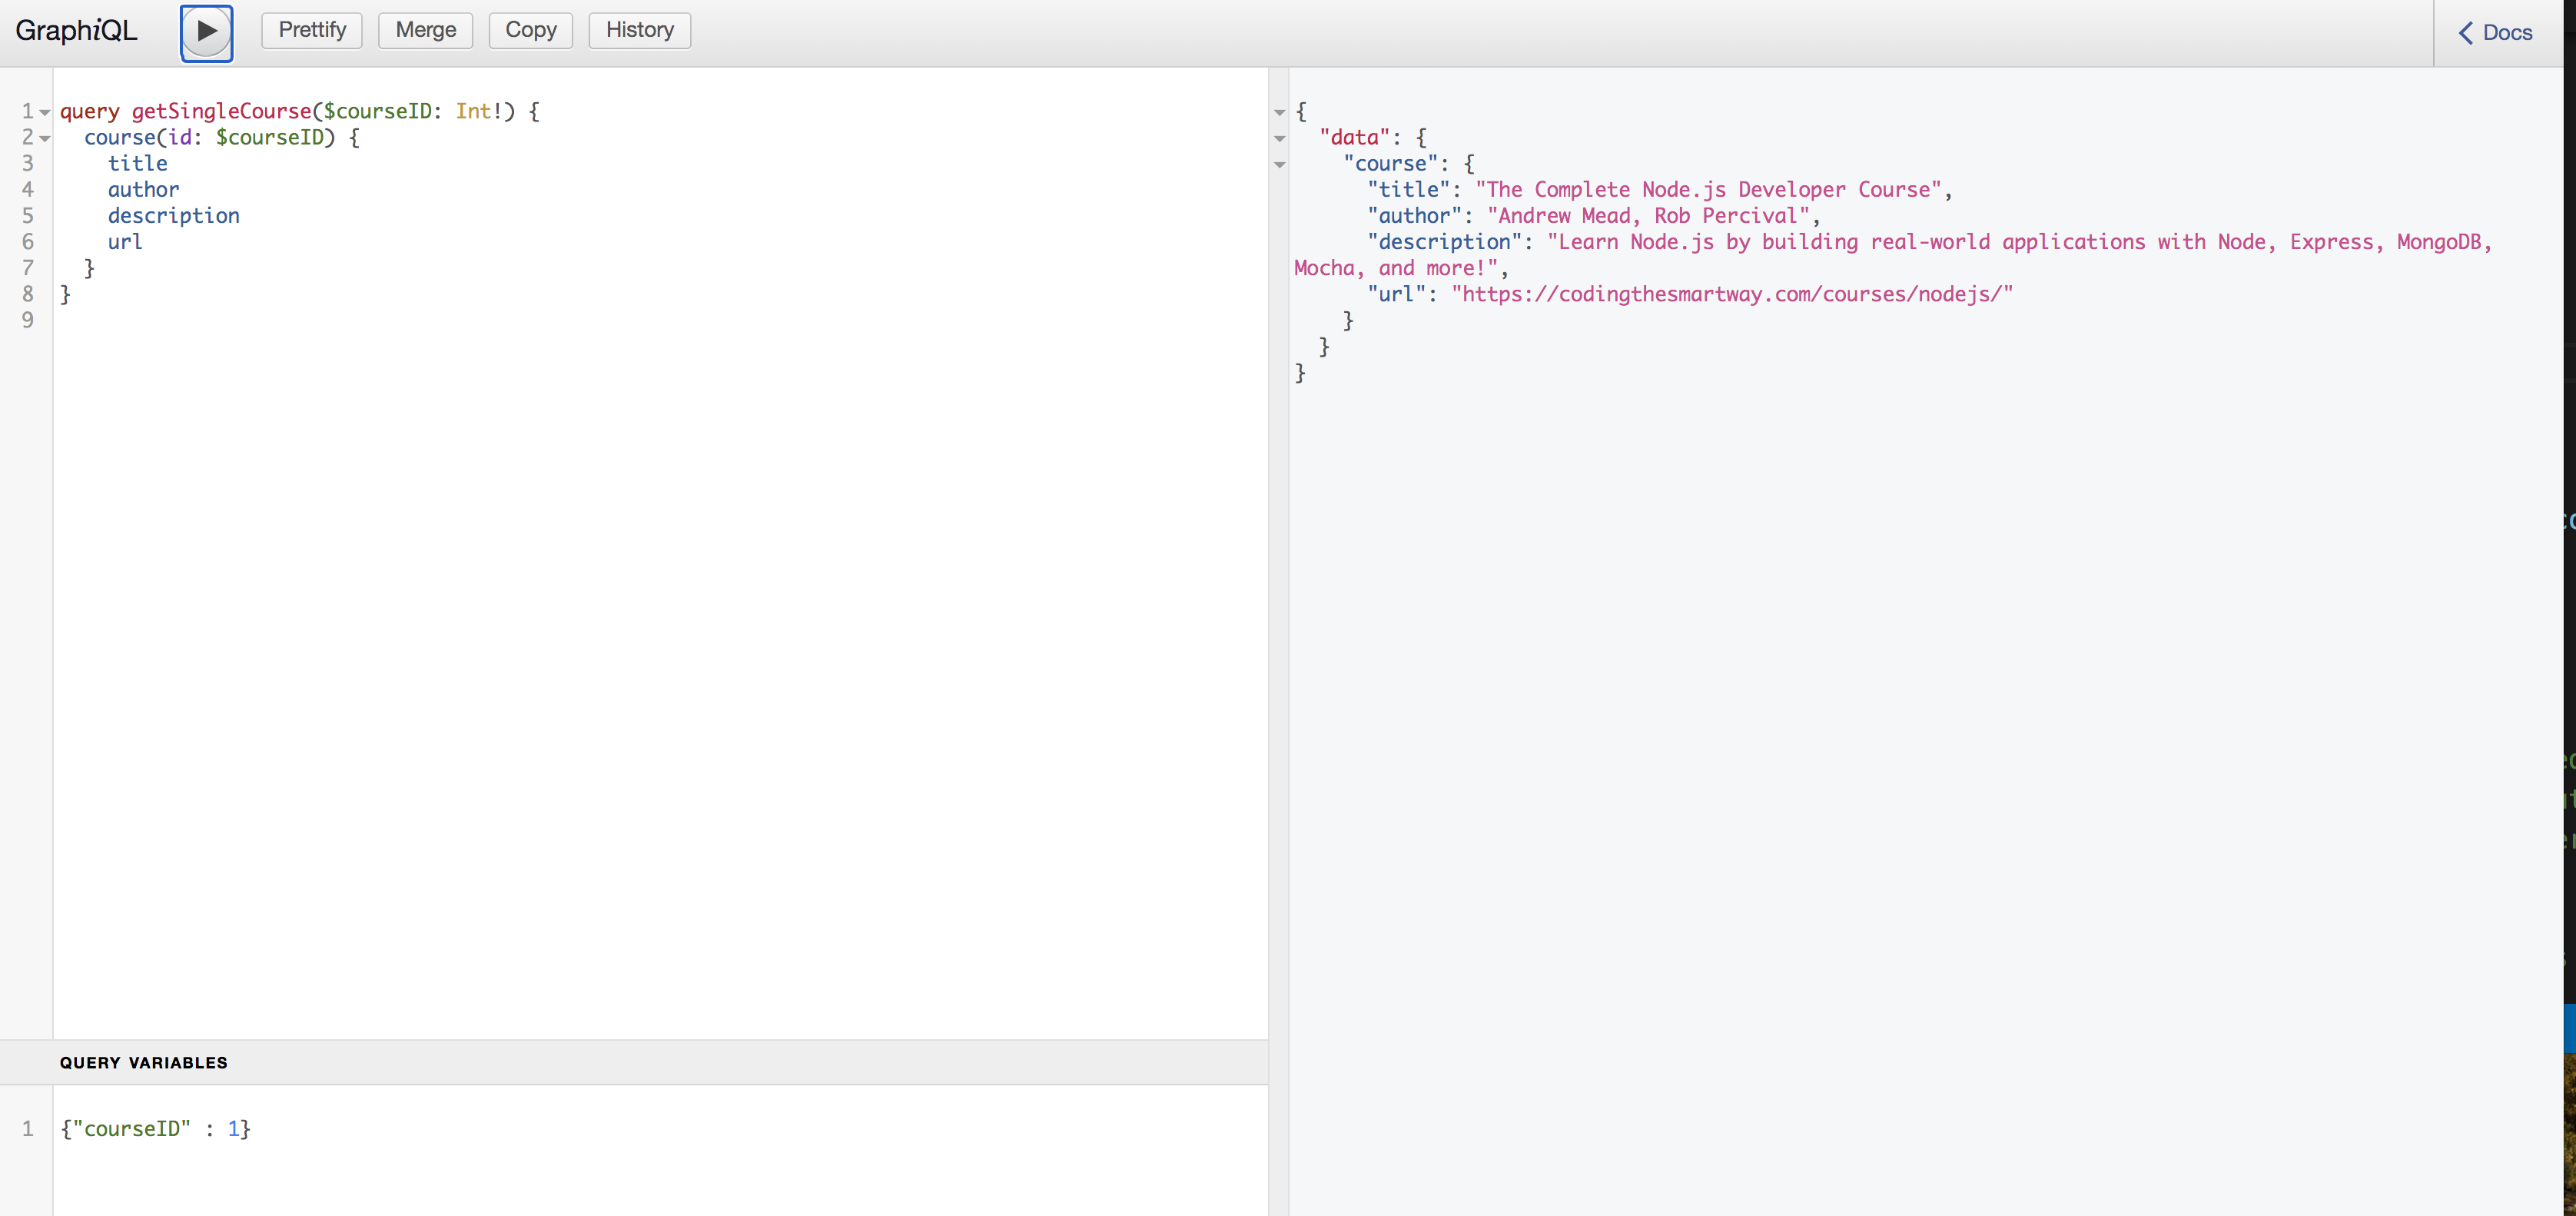 GraphiQL
Prettify
Merge
Copy
History
Docs
1 query getSingleCourse($courseID: Int!) {
2   course(id: $courseID) {
3     title
4     author
5     description
6     url
7   }
8 }
9
{
  "data": {
    "course": {
      "title": "The Complete Node.js Developer Course",
      "author": "Andrew Mead, Rob Percival",
      "description": "Learn Node.js by building real-world applications with Node, Express, MongoDB,
Mocha, and more!",
      "url": "https://codingthesmartway.com/courses/nodejs/"
    }
  }
}
QUERY VARIABLES
1 {"courseID" : 1}